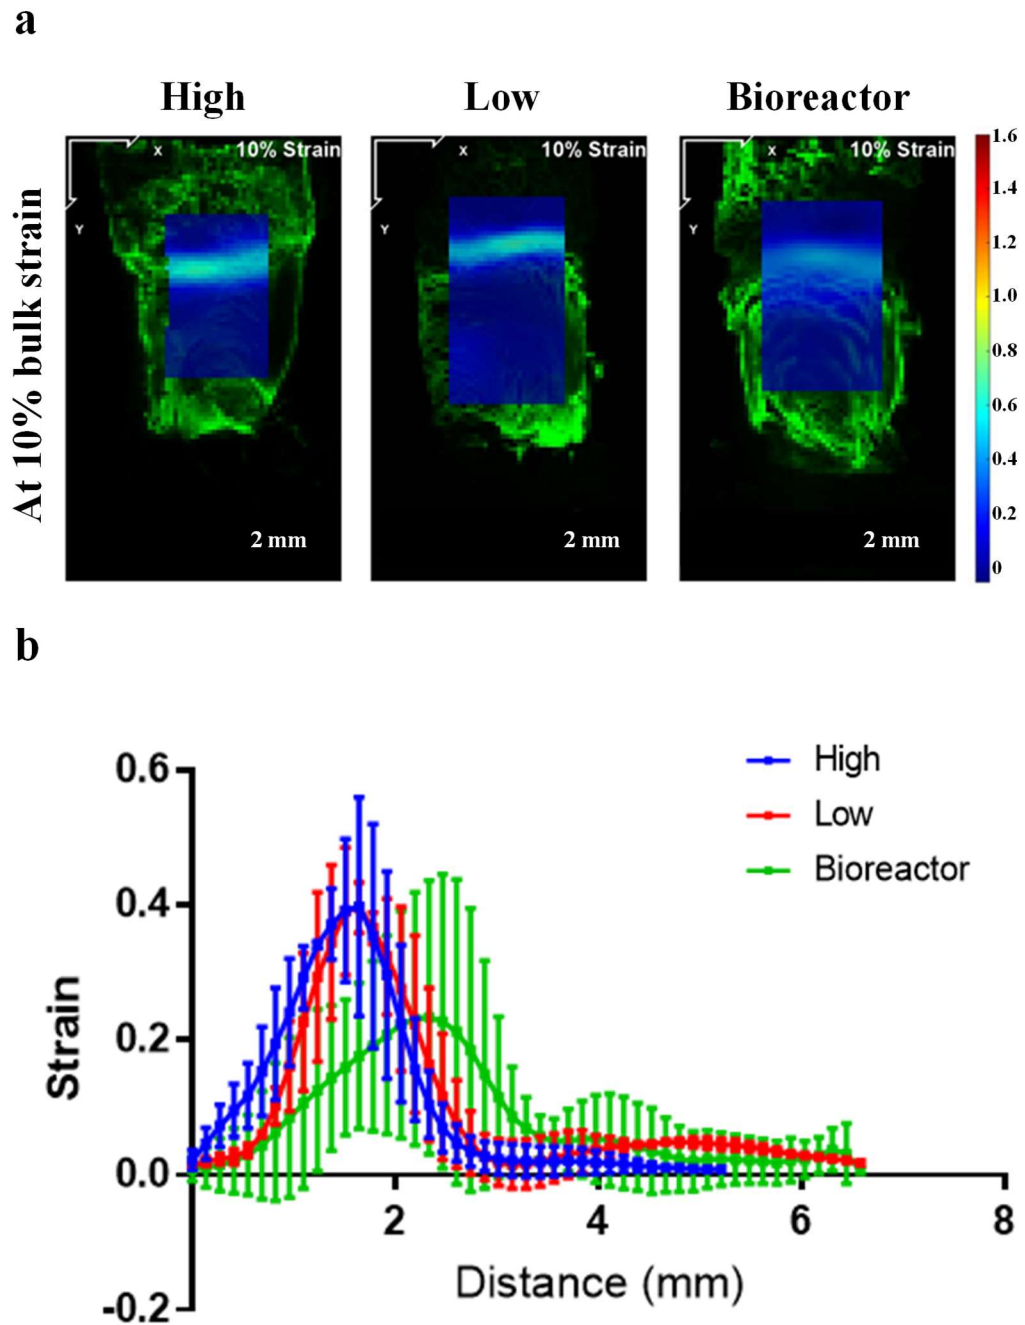 a
High
Low
Bioreactor
At 10% bulk strain
X
10% Strain
Y
2 mm
X
10% Strain
Y
2 mm
X
10% Strain
Y
2 mm
1.6
1.4
1.2
1.0
0.8
0.6
0.4
0.2
0
b
Strain
0.6
0.4
0.2
0.0
-0.2
High
Low
Bioreactor
2
4
6
8
Distance (mm)